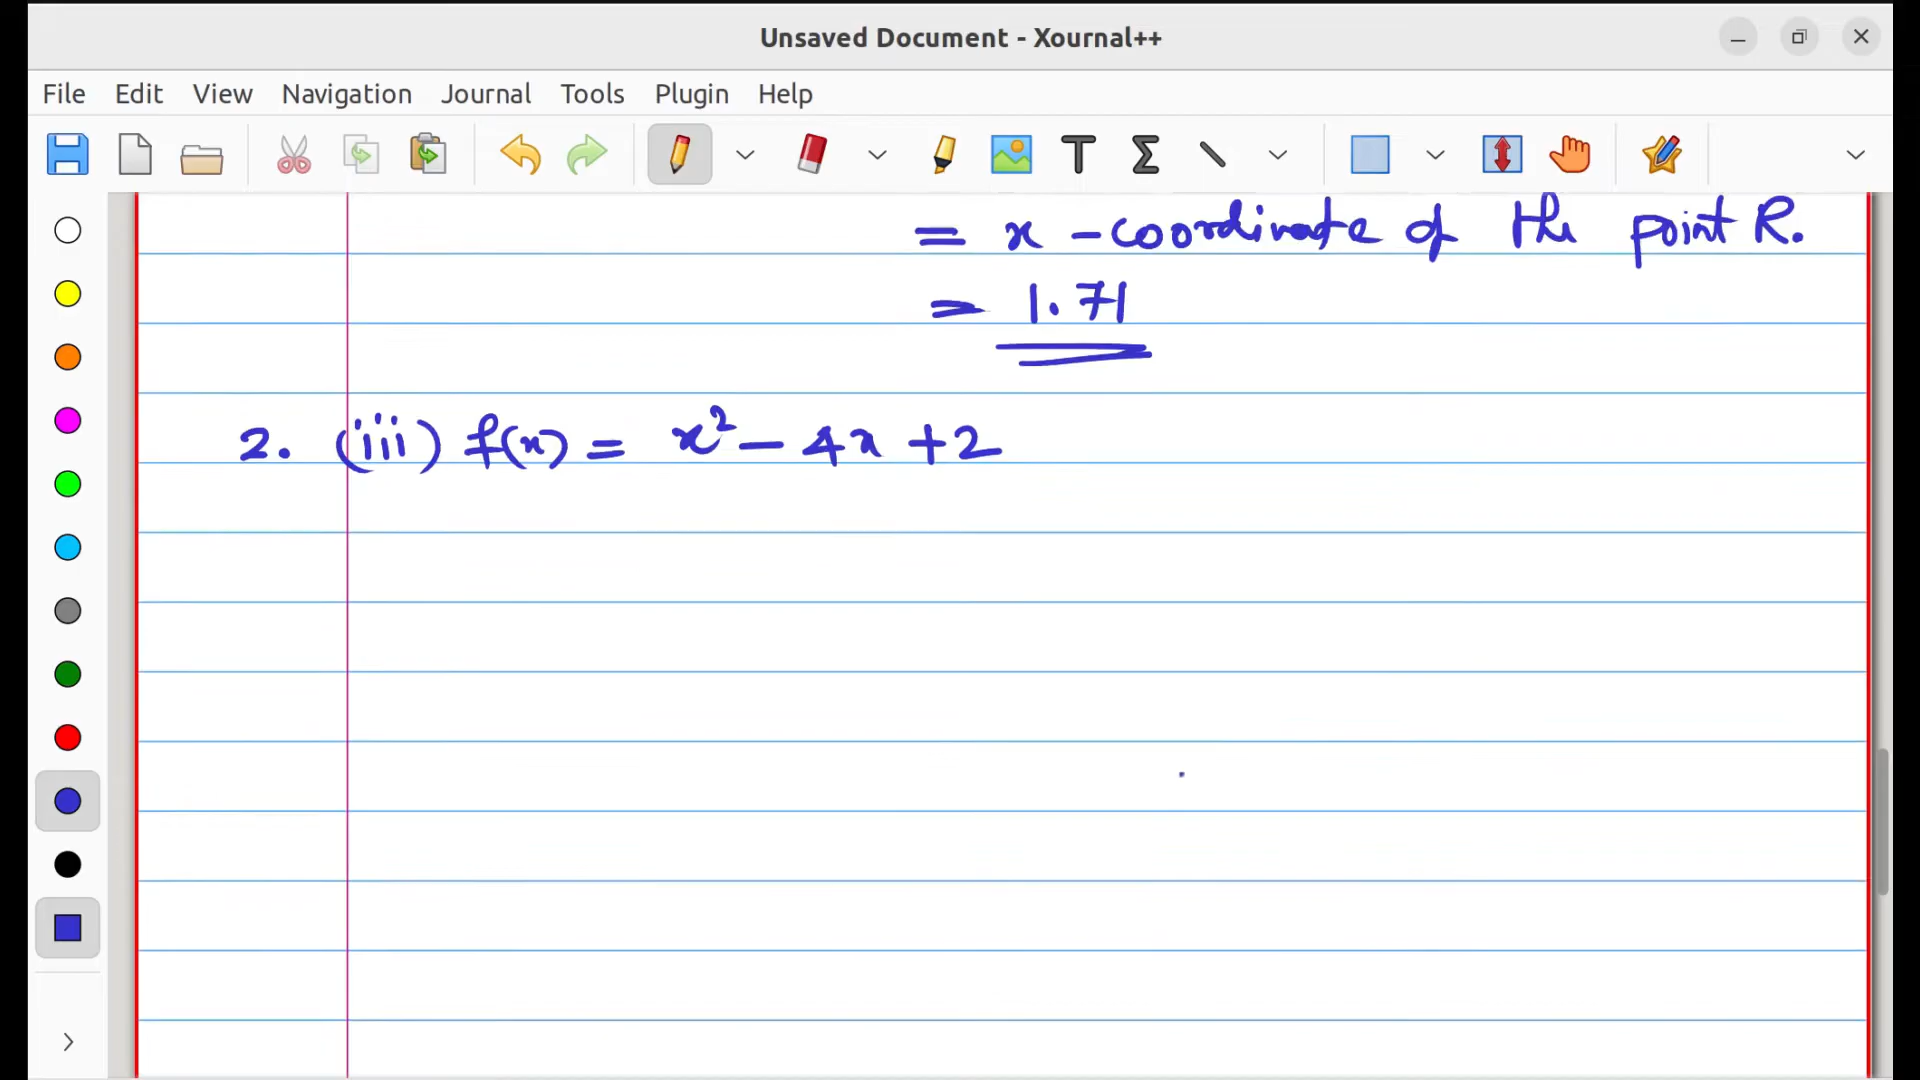 Unsaved Document - Xournal++
File Edit View Navigation Journal Tools Plugin Help
= x -coordinate of the point R.
= 1.71
2. (iii) f(x) = x² - 4x + 2